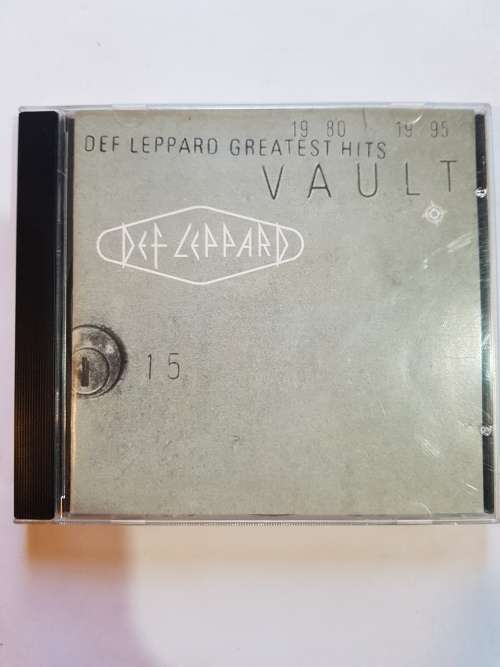 19 80 19 95
DEF LEPPARD GREATEST HITS
VAULT
DEF LEPPARD
15